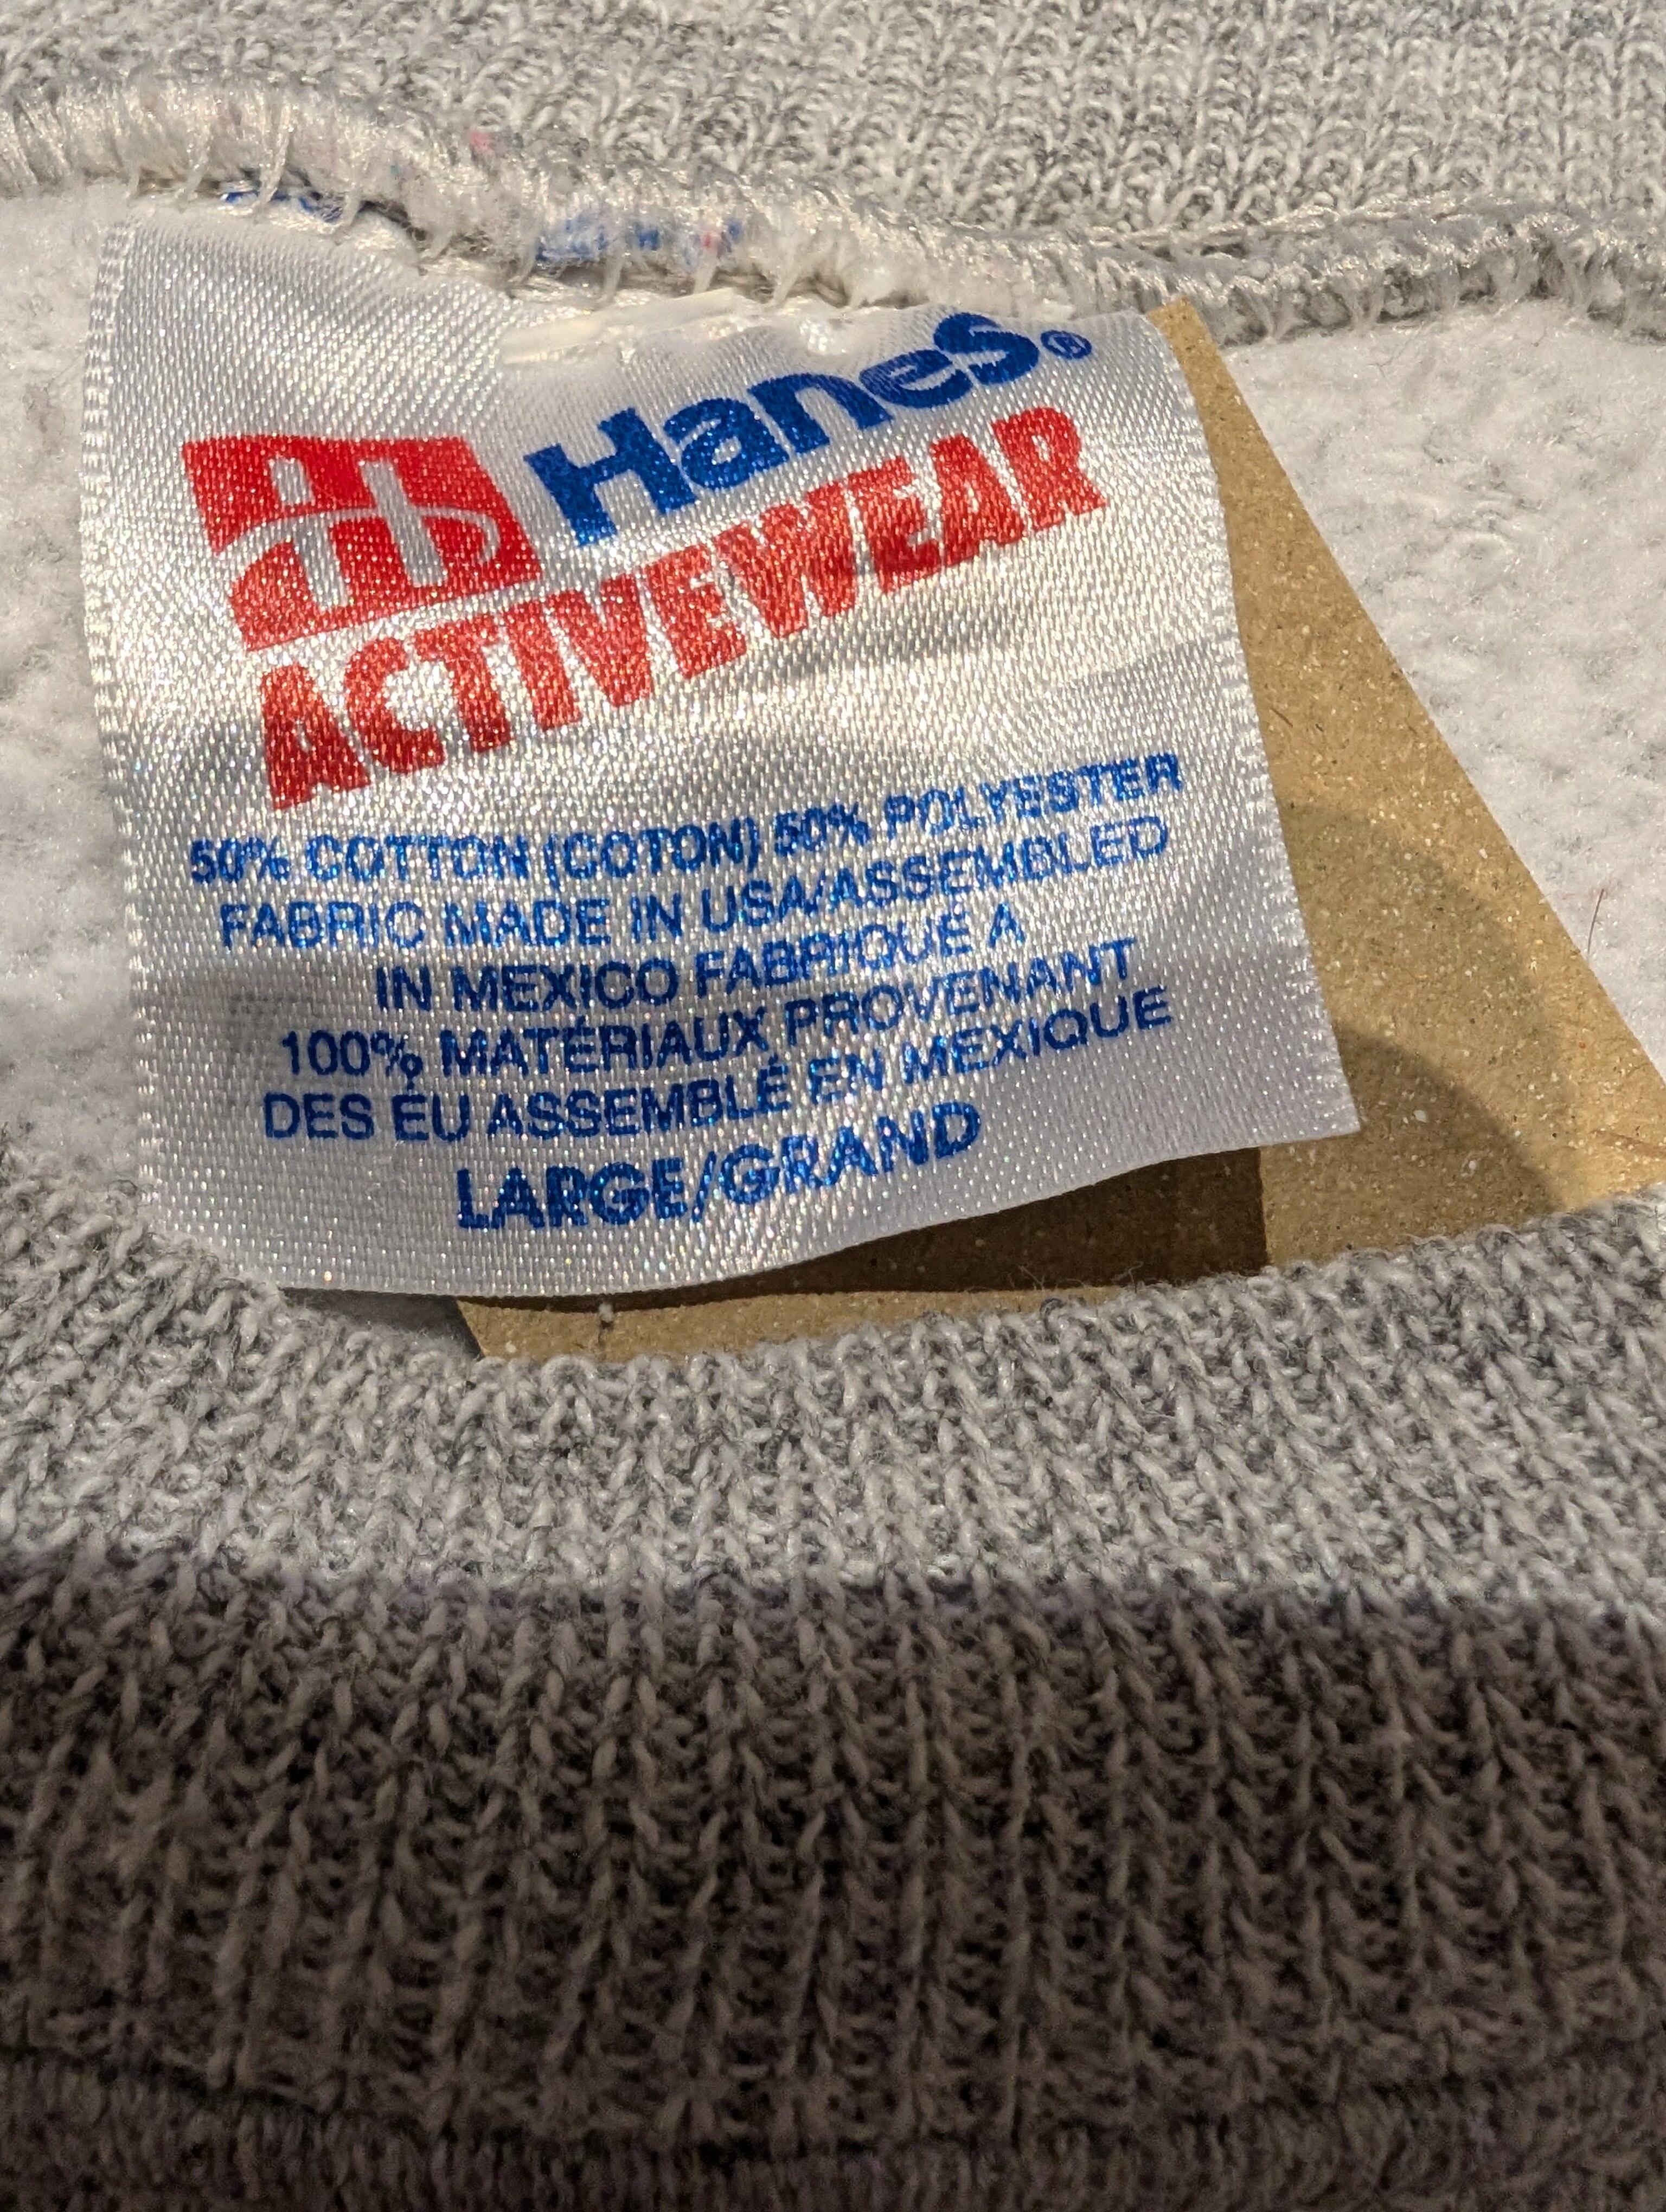 Hanes®
ACTIVEWEAR
50% COTTON (COTON) 50% POLYESTER
FABRIC MADE IN USA/ASSEMBLED
IN MEXICO FABRIQUÉ À
100% MATÉRIAUX PROVENANT
DES ÉU ASSEMBLÉ EN MEXIQUE
LARGE/GRAND